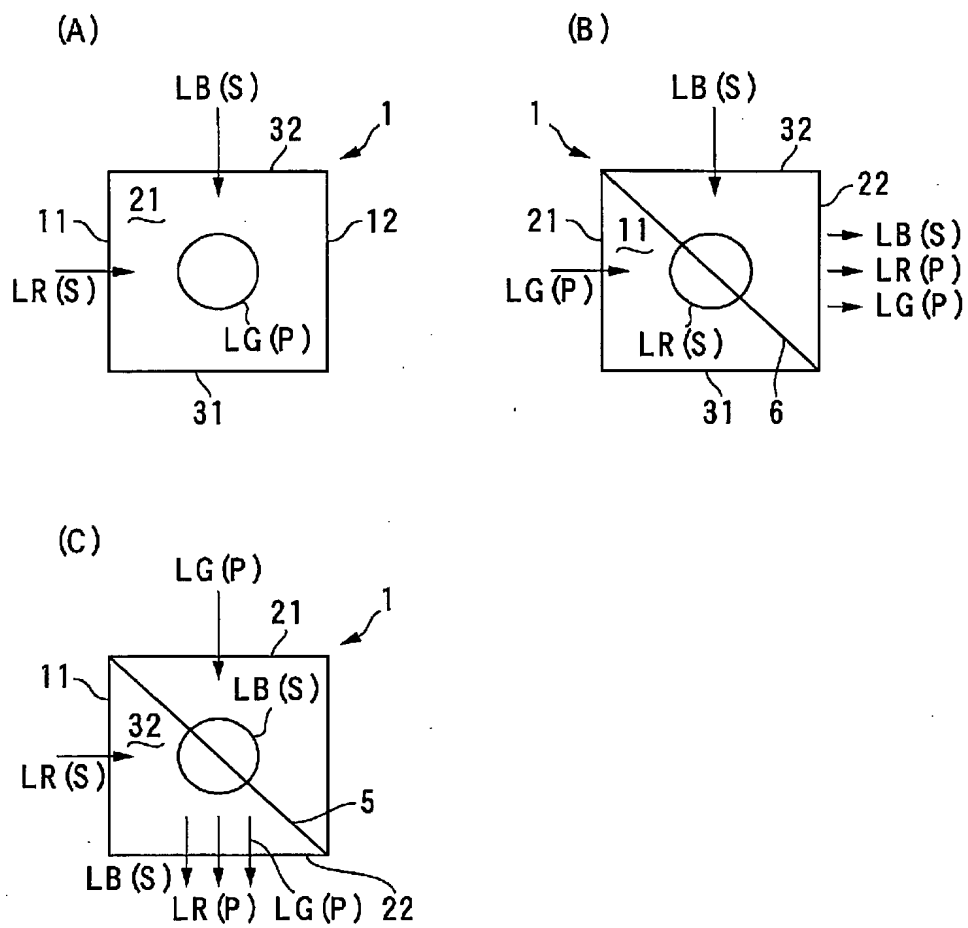 (A)
LB(S)
1
32
21
11
12
LR(S)
LG(P)
31
(B)
LB(S)
1
32
22
21
11
LB(S)
LR(P)
LG(P)
LG(P)
LR(S)
31
6
(C)
LG(P)
1
21
11
LB(S)
32
LR(S)
5
LB(S)
LR(P) LG(P) 22